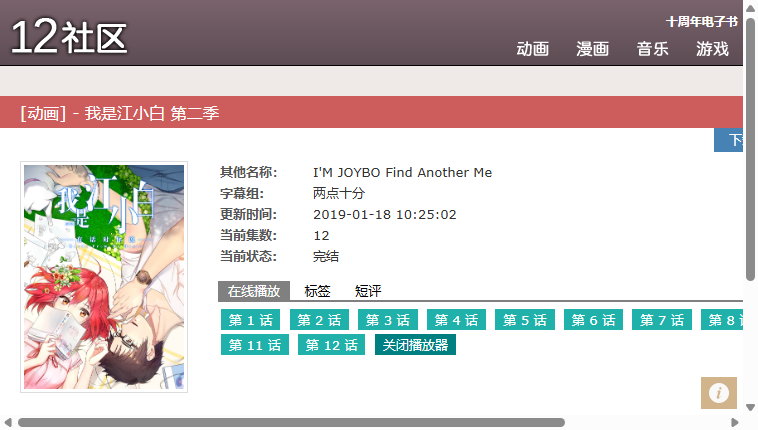 12社区
十周年电子书
动画 漫画 音乐 游戏
[动画] - 我是江小白 第二季
下
我是江小白
其他名称: I'M JOYBO Find Another Me
字幕组: 两点十分
更新时间: 2019-01-18 10:25:02
当前集数: 12
当前状态: 完结
在线播放 标签 短评
第 1 话 第 2 话 第 3 话 第 4 话 第 5 话 第 6 话 第 7 话 第 8
第 11 话 第 12 话 关闭播放器
i